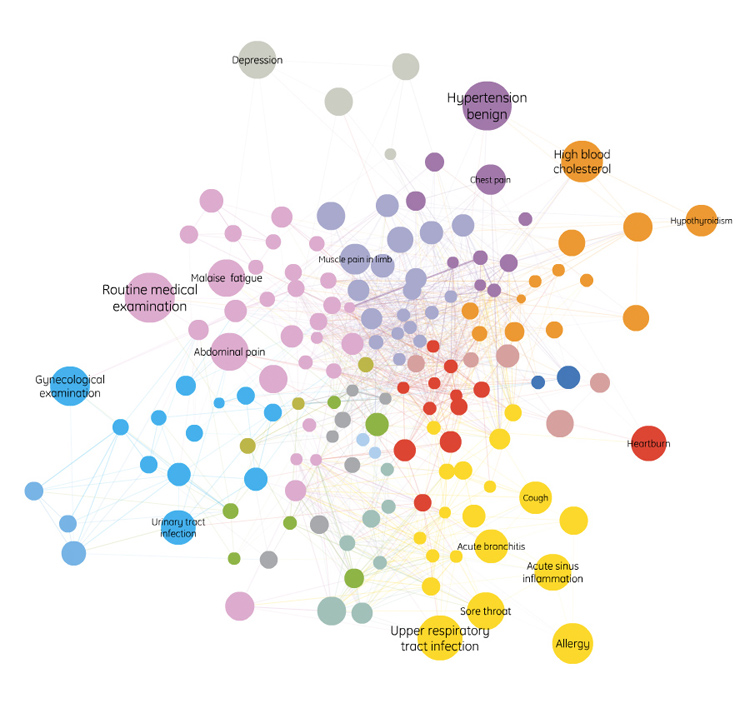 Depression
Hypertension
benign
High blood
cholesterol
Chest pain
Hypothyroidism
Muscle pain in limb
Malaise fatigue
Routine medical
examination
Abdominal pain
Gynecological
examination
Heartburn
Cough
Urinary tract
infection
Acute bronchitis
Acute sinus
inflammation
Sore throat
Upper respiratory
tract infection
Allergy